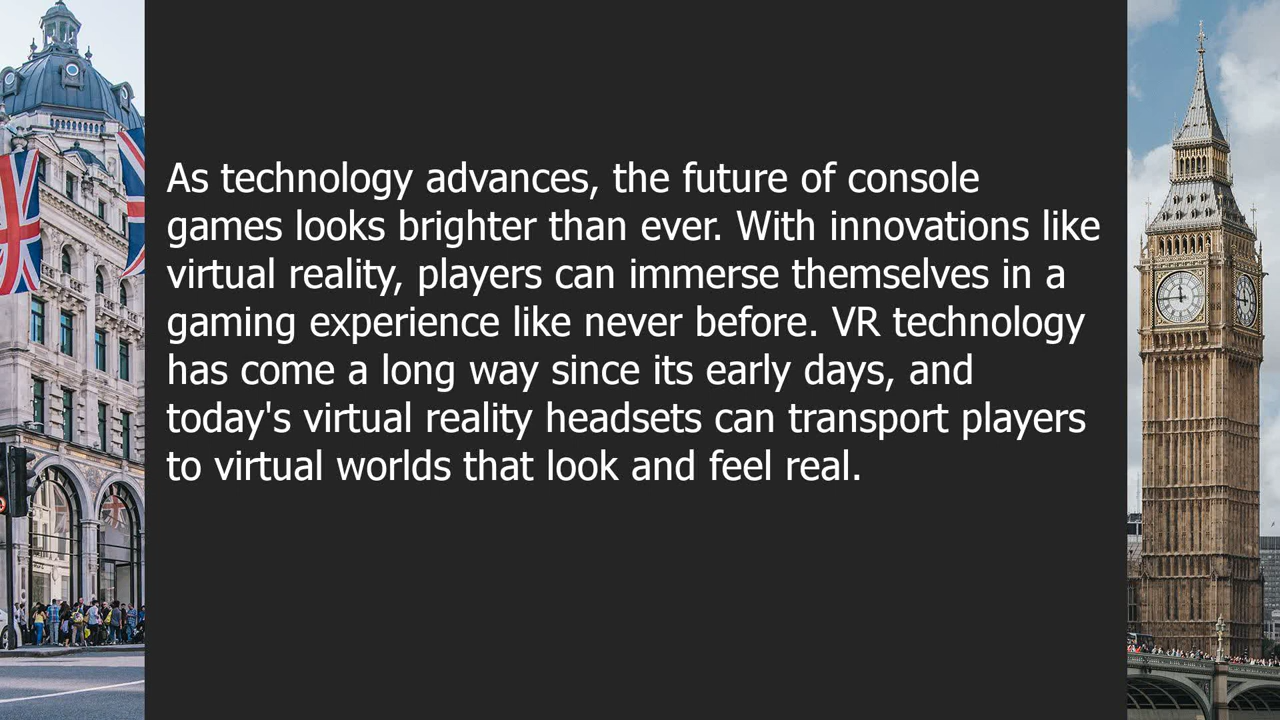 As technology advances, the future of console
games looks brighter than ever. With innovations like
virtual reality, players can immerse themselves in a
gaming experience like never before. VR technology
has come a long way since its early days, and
today's virtual reality headsets can transport players
to virtual worlds that look and feel real.